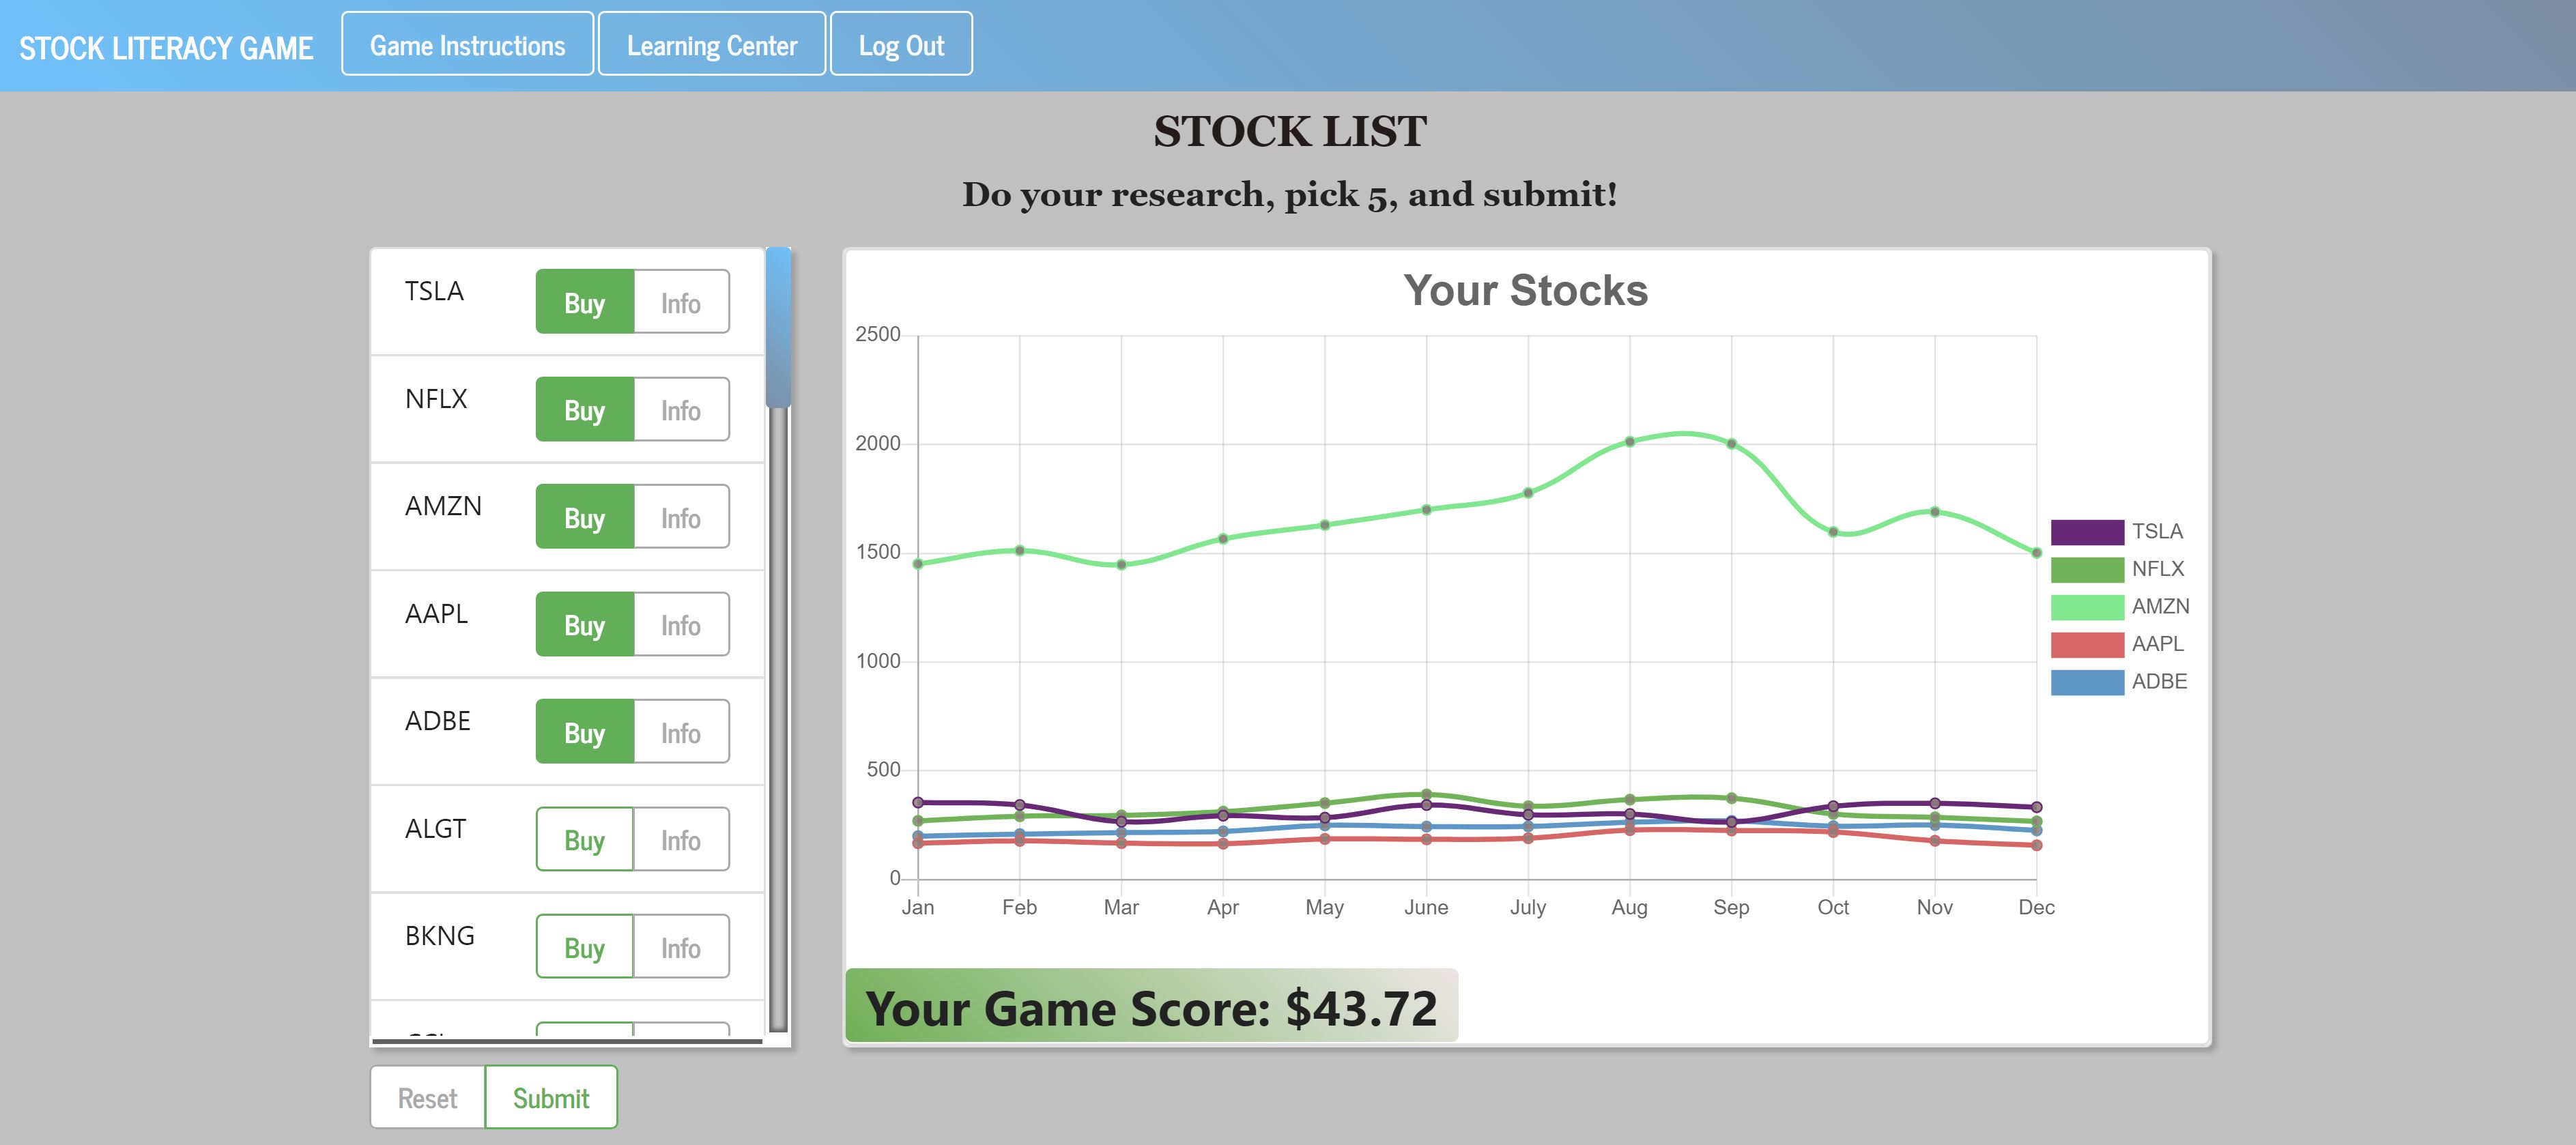 STOCK LITERACY GAME Game Instructions Learning Center Log Out
STOCK LIST
Do your research, pick 5, and submit!
TSLA Buy Info
NFLX Buy Info
AMZN Buy Info
AAPL Buy Info
ADBE Buy Info
ALGT Buy Info
BKNG Buy Info
Reset Submit
Your Stocks
2500
2000
1500
1000
500
0
Jan Feb Mar Apr May June July Aug Sep Oct Nov Dec
TSLA
NFLX
AMZN
AAPL
ADBE
Your Game Score: $43.72